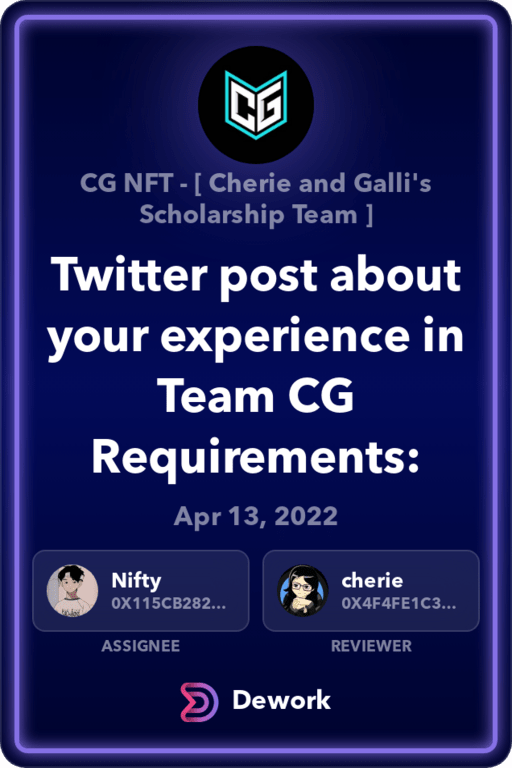 CG
CG NFT - [ Cherie and Galli's
Scholarship Team ]
Twitter post about
your experience in
Team CG
Requirements:
Apr 13, 2022
Nifty
0X115CB282...
cherie
0X4F4FE1C3...
ASSIGNEE
REVIEWER
Dework